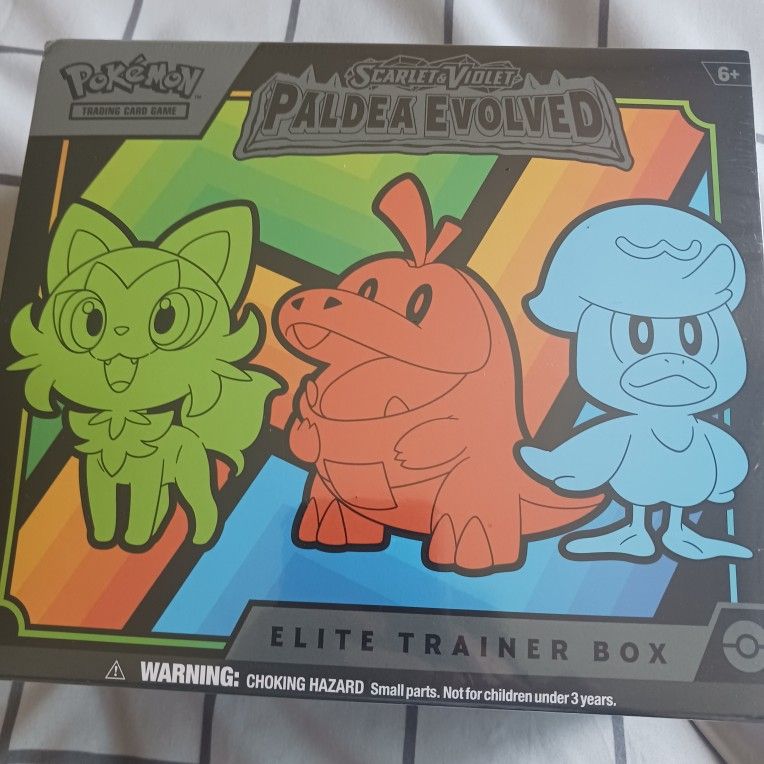 POKÉMON
TRADING CARD GAME
SCARLET & VIOLET
PALDEA EVOLVED
6+
ELITE TRAINER BOX
WARNING: CHOKING HAZARD Small parts. Not for children under 3 years.